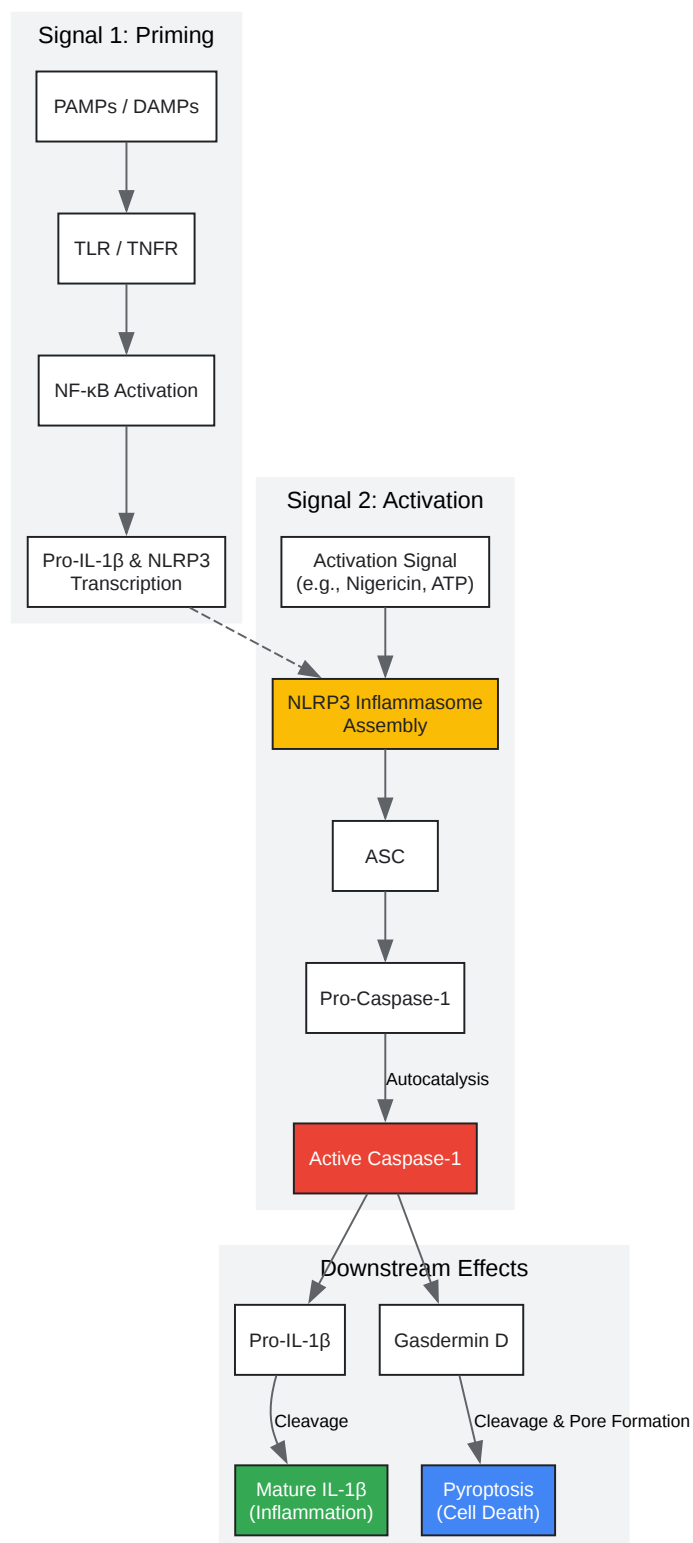 Signal 1: Priming
PAMPs / DAMPs
TLR / TNFR
NF-κB Activation
Pro-IL-1β & NLRP3
Transcription
Signal 2: Activation
Activation Signal
(e.g., Nigericin, ATP)
NLRP3 Inflammasome
Assembly
ASC
Pro-Caspase-1
Autocatalysis
Active Caspase-1
Downstream Effects
Pro-IL-1β
Gasdermin D
Cleavage
Cleavage & Pore Formation
Mature IL-1β
(Inflammation)
Pyroptosis
(Cell Death)